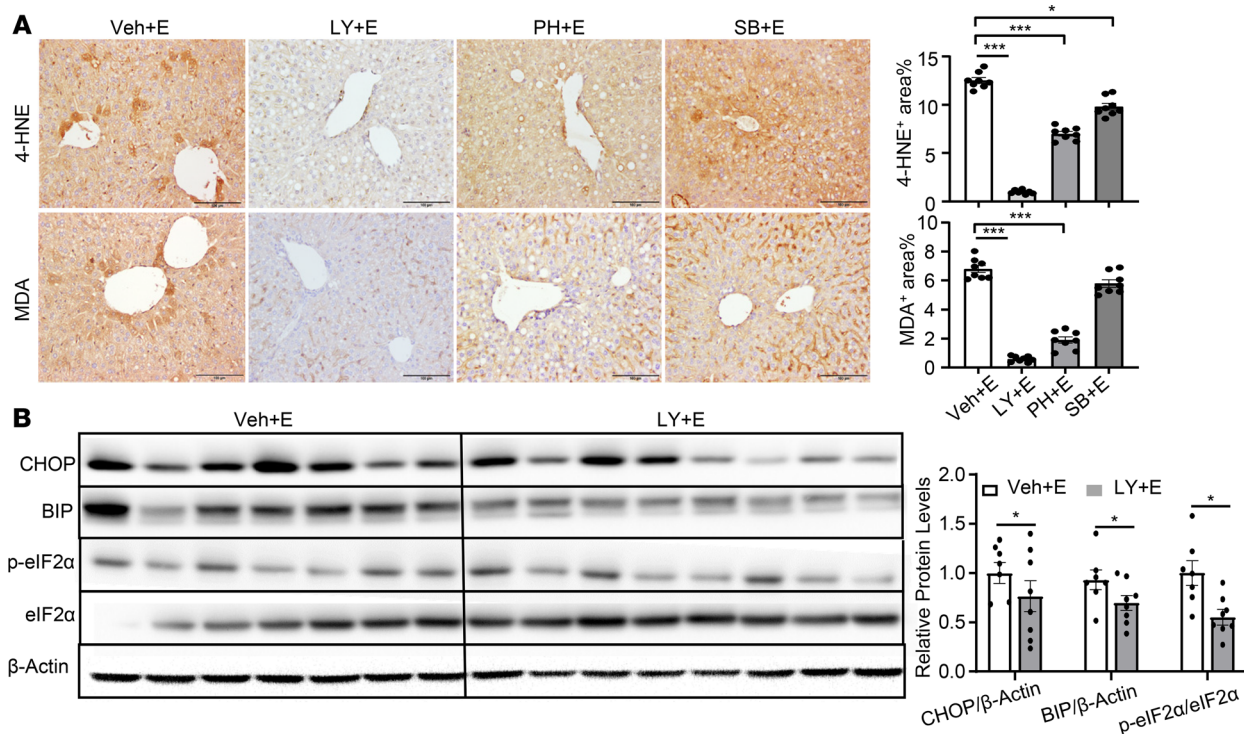 A
Veh+E LY+E PH+E SB+E
4-HNE
MDA
*
***
***
15
10
5
0
4-HNE⁺ area%
***
***
10
8
6
4
2
0
MDA⁺ area%
Veh+E LY+E PH+E SB+E
B
Veh+E LY+E
CHOP
BIP
p-eIF2α
eIF2α
β-Actin
2.0
1.5
1.0
0.5
0.0
Relative Protein Levels
Veh+E LY+E
* * *
CHOP/β-Actin BIP/β-Actin p-eIF2α/eIF2α